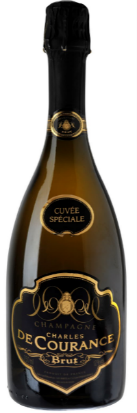 CUVÉE
SPÉCIALE
CHAMPAGNE
CHARLES
DE COURANCE
Brut